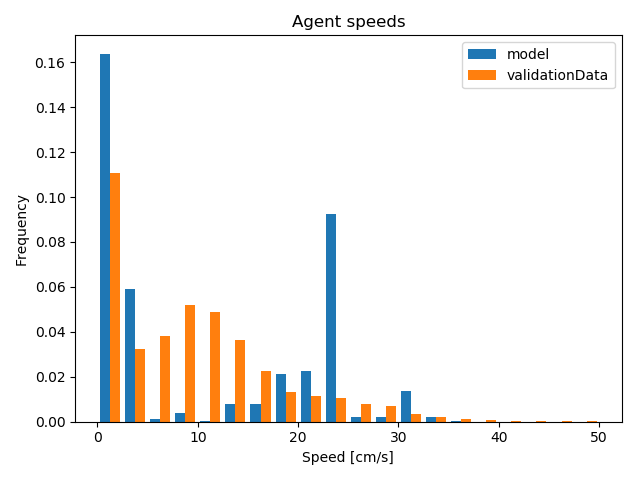 Agent speeds
model
validationData
Frequency
0.16
0.14
0.12
0.10
0.08
0.06
0.04
0.02
0.00
0 10 20 30 40 50
Speed [cm/s]